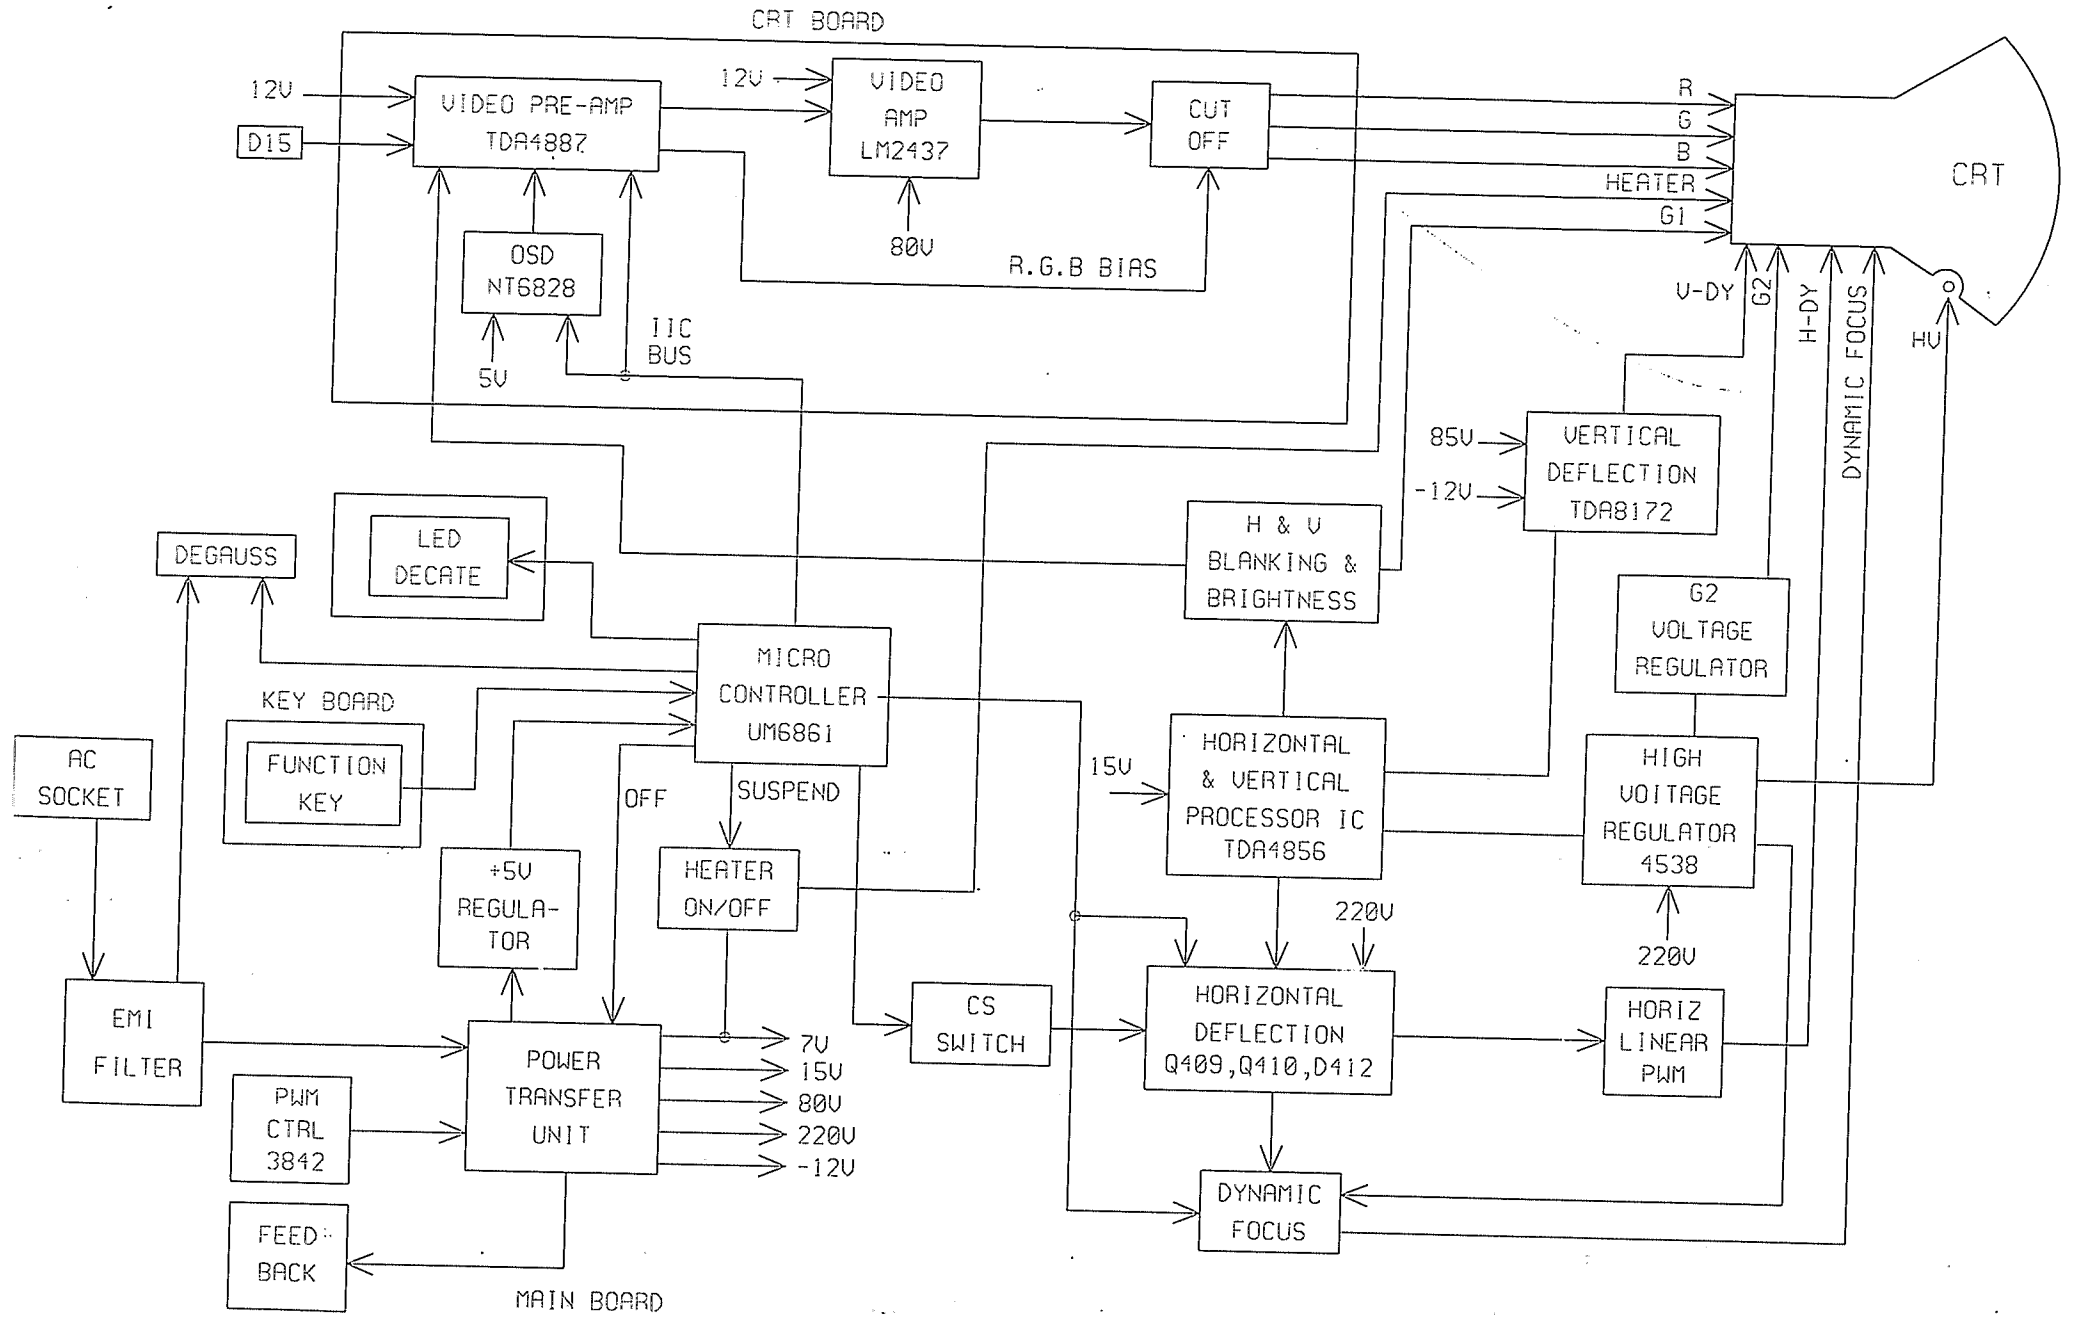 CRT BOARD
12V
D15
VIDEO PRE-AMP
TDA4887
12V
VIDEO
AMP
LM2437
80V
CUT
OFF
R
G
B
HEATER
G1
CRT
OSD
NT6828
5V
IIC
BUS
R.G.B BIAS
V-DY
G2
H-DY
DYNAMIC FOCUS
HV
85V
-12V
VERTICAL
DEFLECTION
TDA8172
LED
DECATE
DEGAUSS
H & V
BLANKING &
BRIGHTNESS
G2
VOLTAGE
REGULATOR
MICRO
CONTROLLER
UM6861
KEY BOARD
FUNCTION
KEY
AC
SOCKET
OFF
SUSPEND
15V
HORIZONTAL
& VERTICAL
PROCESSOR IC
TDA4856
HIGH
VOITAGE
REGULATOR
4538
220V
+5V
REGULA-
TOR
HEATER
ON/OFF
220V
EMI
FILTER
POWER
TRANSFER
UNIT
7V
15V
80V
220V
-12V
CS
SWITCH
HORIZONTAL
DEFLECTION
Q409,Q410,D412
HORIZ
LINEAR
PWM
PWM
CTRL
3842
FEED
BACK
DYNAMIC
FOCUS
MAIN BOARD